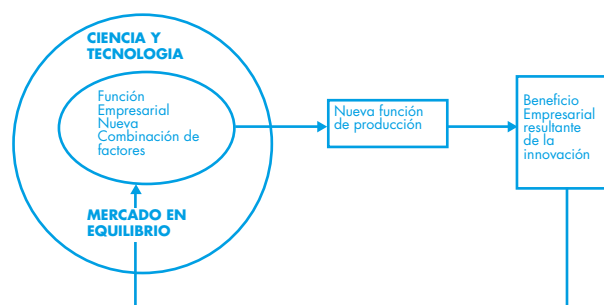 CIENCIA Y
TECNOLOGIA
Función
Empresarial
Nueva
Combinación de
factores
MERCADO EN
EQUILIBRIO
Nueva función
de producción
Beneficio
Empresarial
resultante
de la
innovación